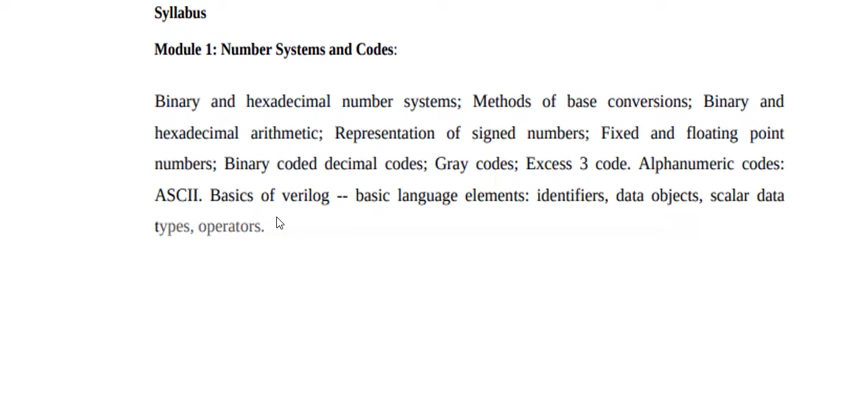 Syllabus
Module 1: Number Systems and Codes:
Binary and hexadecimal number systems; Methods of base conversions; Binary and
hexadecimal arithmetic; Representation of signed numbers; Fixed and floating point
numbers; Binary coded decimal codes; Gray codes; Excess 3 code. Alphanumeric codes:
ASCII. Basics of verilog -- basic language elements: identifiers, data objects, scalar data
types, operators.